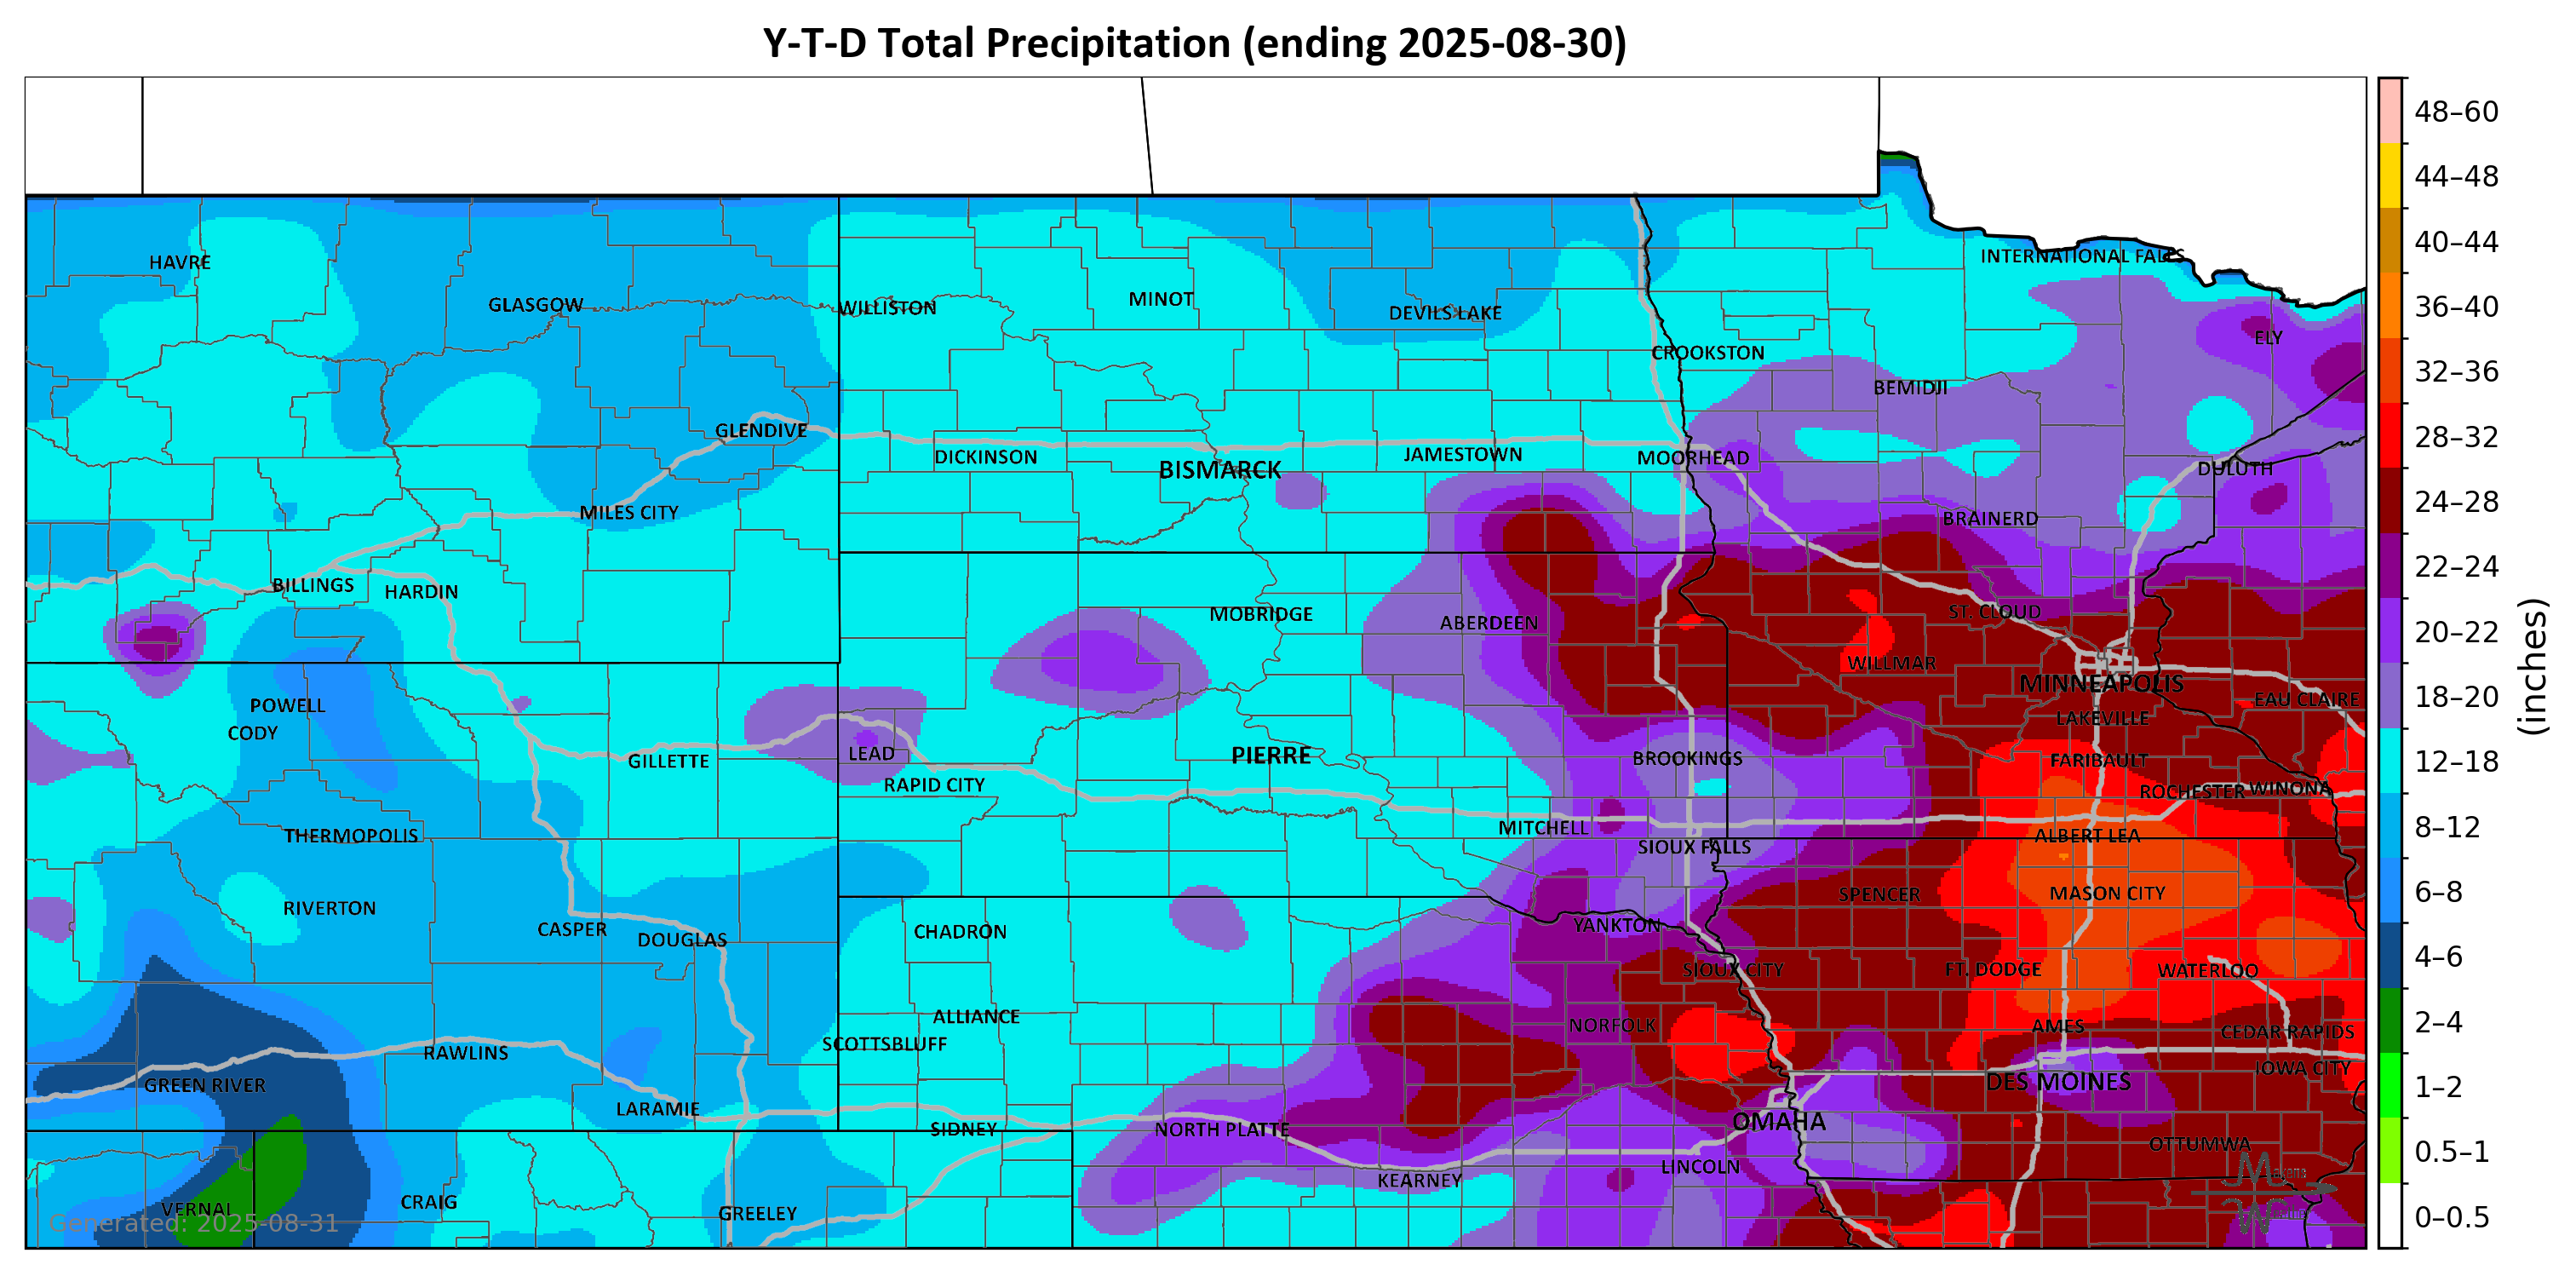 Y-T-D Total Precipitation (ending 2025-08-30)
48–60
44–48
40–44
36–40
32–36
28–32
24–28
22–24
20–22
18–20
12–18
8–12
6–8
4–6
2–4
1–2
0.5–1
0–0.5
(inches)
INTERNATIONAL FALLS
HAVRE
GLASGOW
WILLISTON
MINOT
DEVILS LAKE
ELY
CROOKSTON
BEMIDJI
GLENDIVE
DICKINSON
BISMARCK
JAMESTOWN
MOORHEAD
DULUTH
MILES CITY
BRAINERD
BILLINGS
HARDIN
MOBRIDGE
ABERDEEN
ST. CLOUD
WILLMAR
MINNEAPOLIS
EAU CLAIRE
POWELL
CODY
LAKEVILLE
GILLETTE
LEAD
RAPID CITY
PIERRE
BROOKINGS
FARIBAULT
ROCHESTER
WINONA
THERMOPOLIS
MITCHELL
SIOUX FALLS
ALBERT LEA
RIVERTON
SPENCER
MASON CITY
CASPER
DOUGLAS
CHADRON
YANKTON
SIOUX CITY
FT. DODGE
WATERLOO
ALLIANCE
NORFOLK
AMES
CEDAR RAPIDS
SCOTTSBLUFF
RAWLINS
GREEN RIVER
DES MOINES
IOWA CITY
LARAMIE
SIDNEY
NORTH PLATTE
OMAHA
OTTUMWA
LINCOLN
KEARNEY
VERNAL
CRAIG
GREELEY
Generated: 2025-08-31